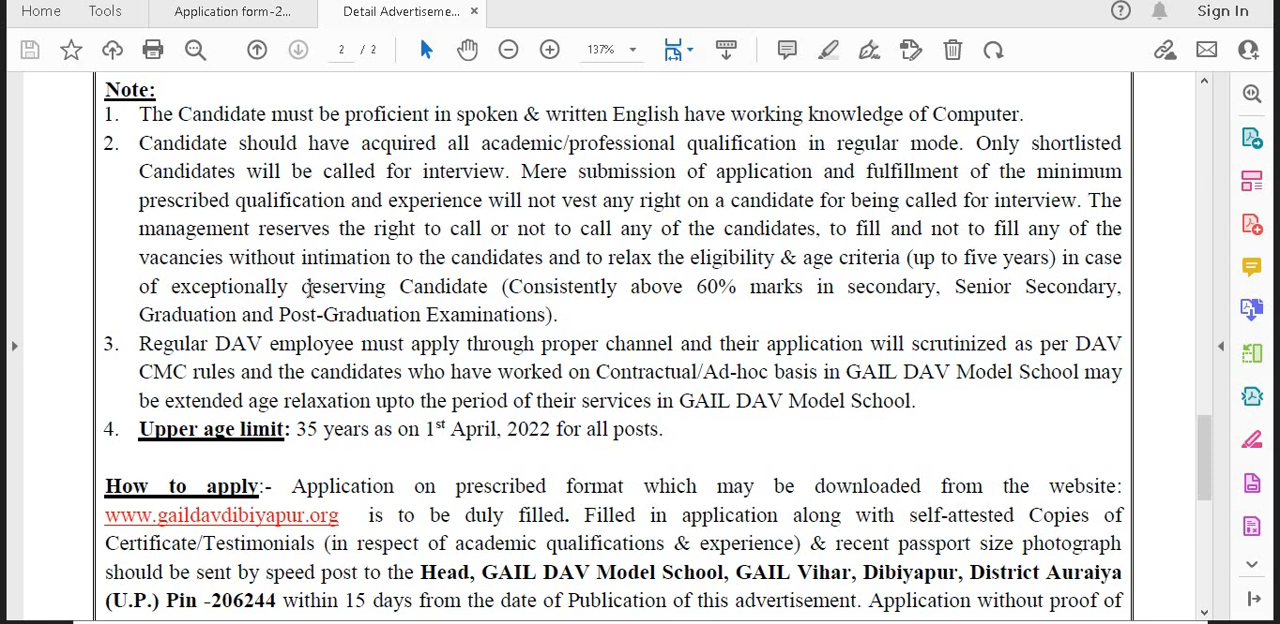 Home Tools Application form-2... Detail Advertiseme... × Sign In
2 / 2 137%
Note:
1. The Candidate must be proficient in spoken & written English have working knowledge of Computer.
2. Candidate should have acquired all academic/professional qualification in regular mode. Only shortlisted
Candidates will be called for interview. Mere submission of application and fulfillment of the minimum
prescribed qualification and experience will not vest any right on a candidate for being called for interview. The
management reserves the right to call or not to call any of the candidates, to fill and not to fill any of the
vacancies without intimation to the candidates and to relax the eligibility & age criteria (up to five years) in case
of exceptionally deserving Candidate (Consistently above 60% marks in secondary, Senior Secondary,
Graduation and Post-Graduation Examinations).
3. Regular DAV employee must apply through proper channel and their application will scrutinized as per DAV
CMC rules and the candidates who have worked on Contractual/Ad-hoc basis in GAIL DAV Model School may
be extended age relaxation upto the period of their services in GAIL DAV Model School.
4. Upper age limit: 35 years as on 1st April, 2022 for all posts.
How to apply:- Application on prescribed format which may be downloaded from the website:
www.gaildavdibiyapur.org is to be duly filled. Filled in application along with self-attested Copies of
Certificate/Testimonials (in respect of academic qualifications & experience) & recent passport size photograph
should be sent by speed post to the Head, GAIL DAV Model School, GAIL Vihar, Dibiyapur, District Auraiya
(U.P.) Pin -206244 within 15 days from the date of Publication of this advertisement. Application without proof of